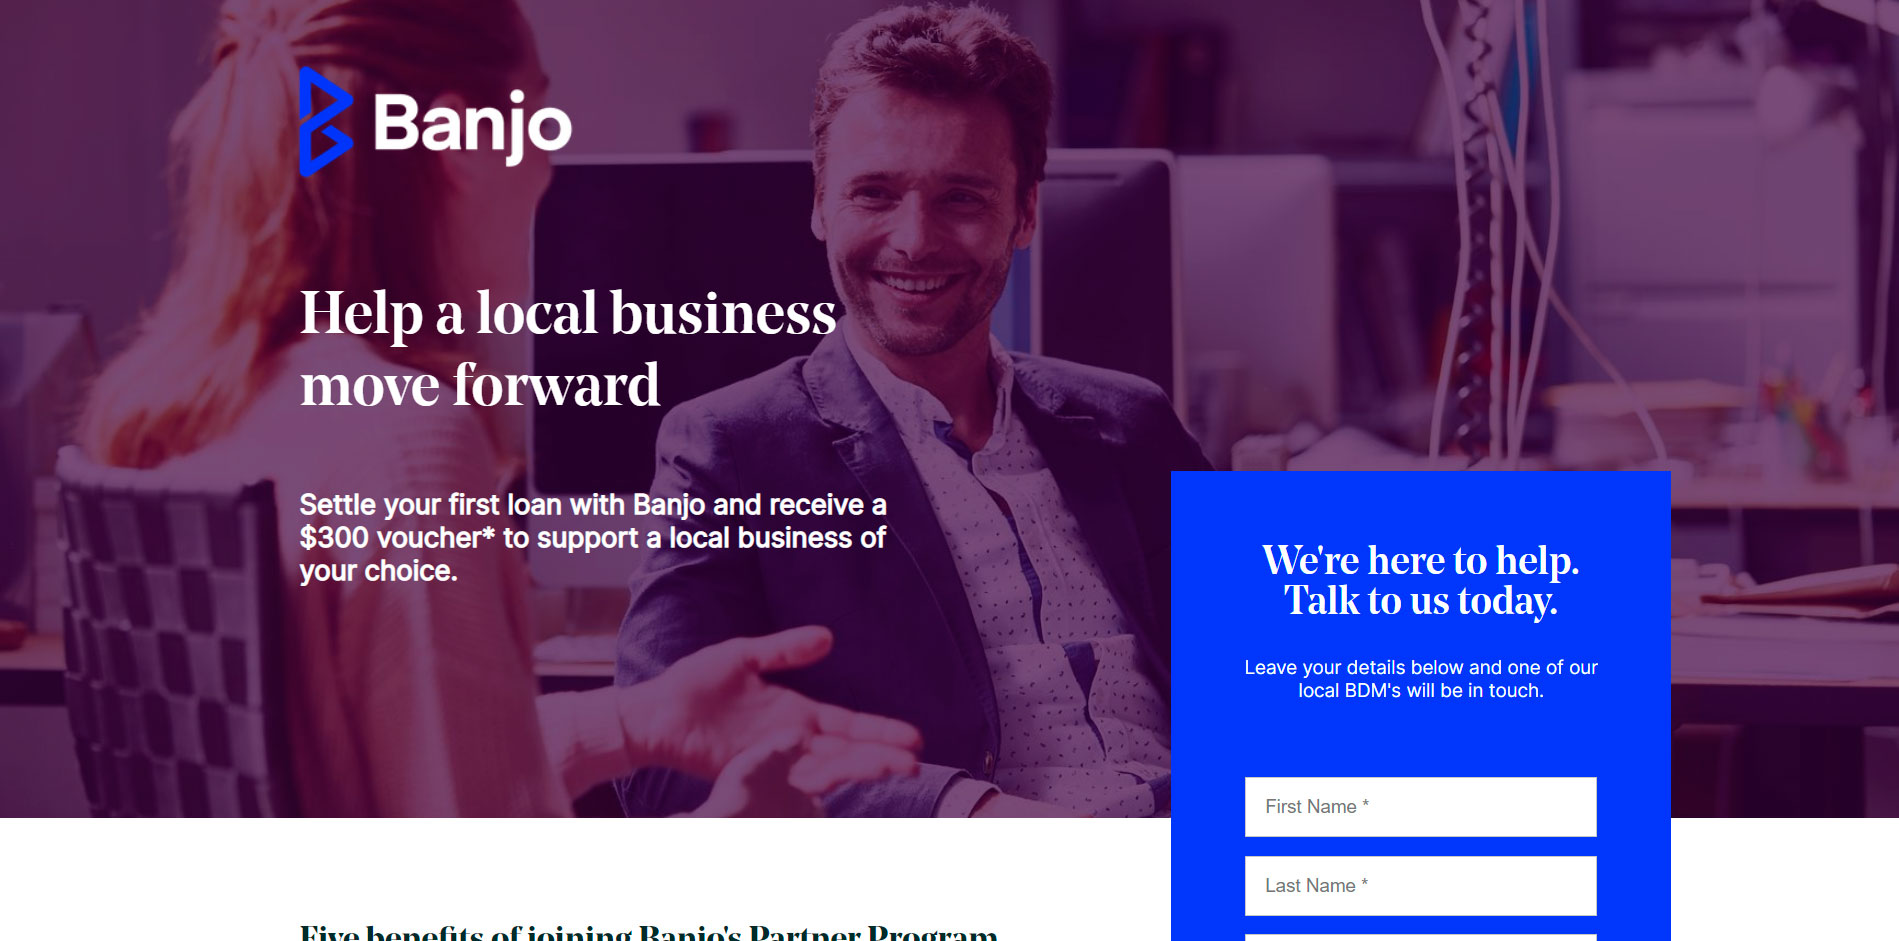 Banjo
Help a local business
move forward
Settle your first loan with Banjo and receive a
$300 voucher* to support a local business of
your choice.
We're here to help.
Talk to us today.
Leave your details below and one of our
local BDM's will be in touch.
First Name *
Last Name *
Five benefits of joining Banjo's Partner Program